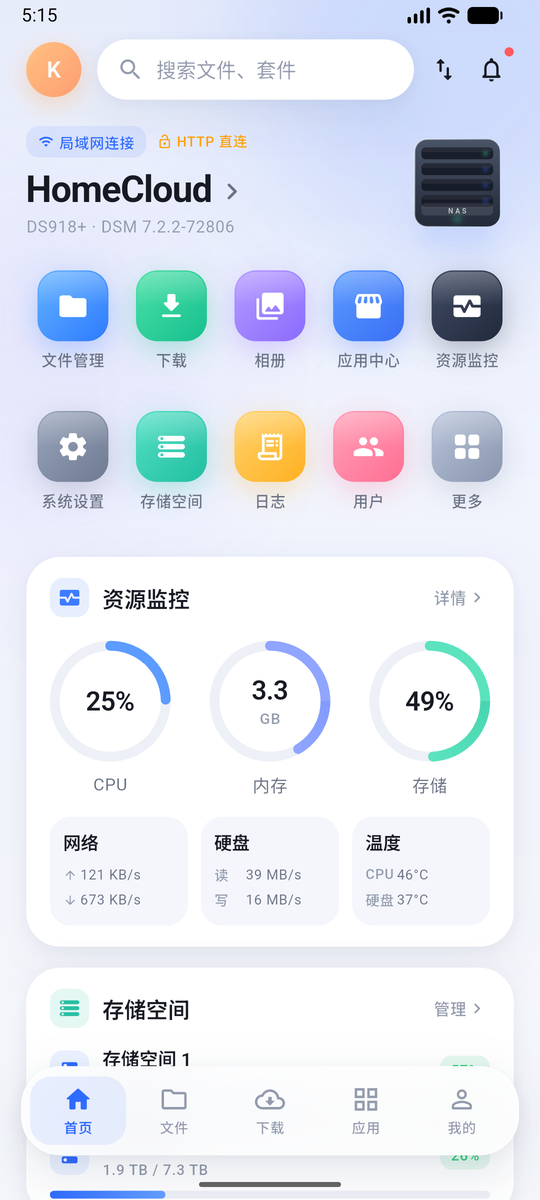 5:15
K
搜索文件、套件
局域网连接
HTTP 直连
HomeCloud
DS918+ · DSM 7.2.2-72806
NAS
文件管理
下载
相册
应用中心
资源监控
系统设置
存储空间
日志
用户
更多
资源监控
详情
25%
3.3
GB
49%
CPU
内存
存储
网络
↑ 121 KB/s
↓ 673 KB/s
硬盘
读 39 MB/s
写 16 MB/s
温度
CPU 46°C
硬盘 37°C
存储空间
管理
存储空间 1
首页
文件
下载
应用
我的
1.9 TB / 7.3 TB